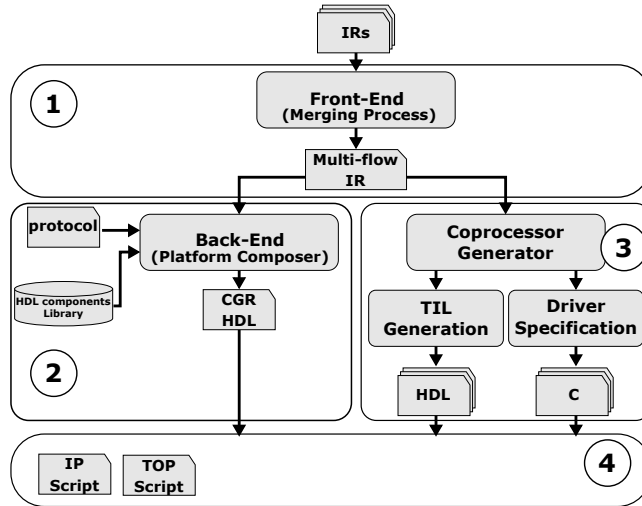 IRs
1
Front-End
(Merging Process)
Multi-flow
IR
protocol
Back-End
(Platform Composer)
HDL components
Library
CGR
HDL
2
Coprocessor
Generator
3
TIL
Generation
Driver
Specification
HDL
C
4
IP
Script
TOP
Script